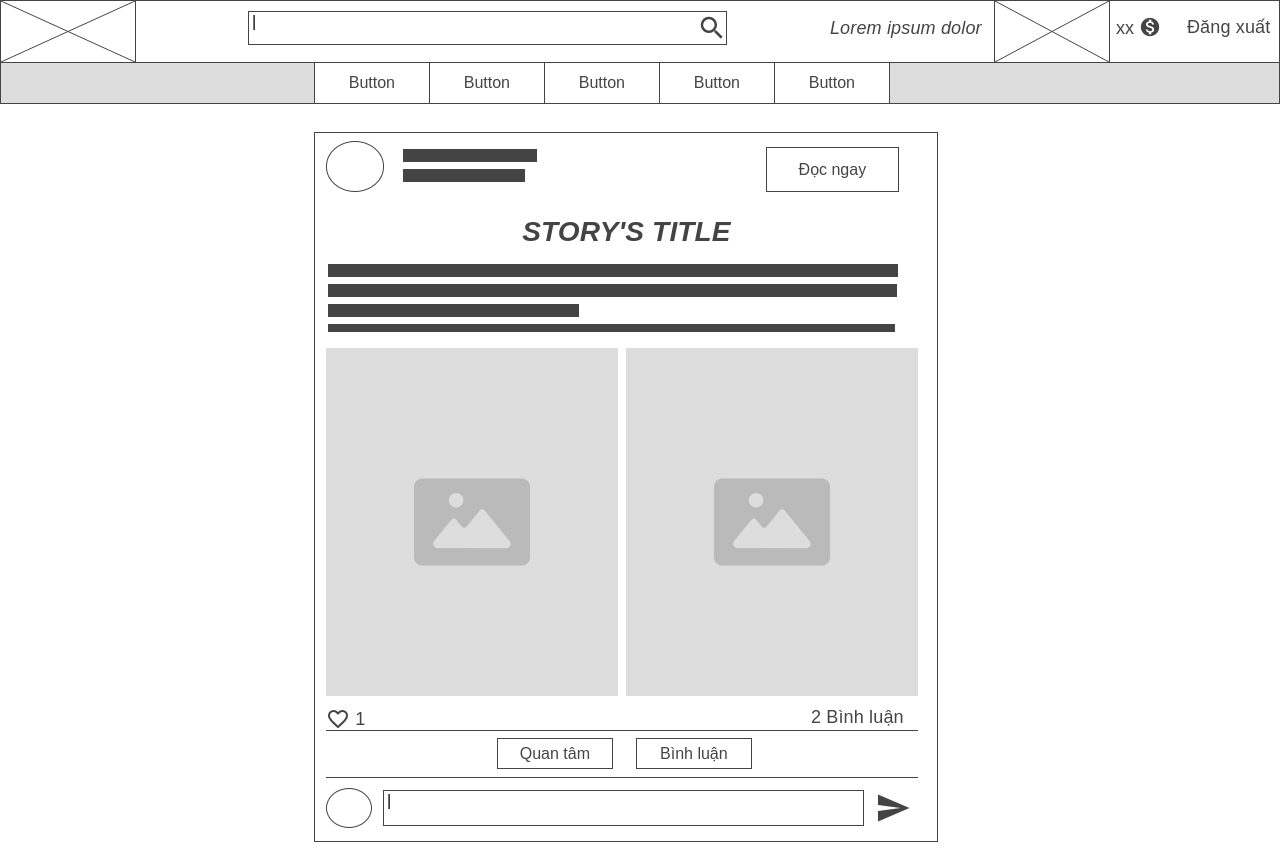 Lorem ipsum dolor
xx
Đăng xuất
Button
Button
Button
Button
Button
Đọc ngay
STORY'S TITLE
1
2 Bình luận
Quan tâm
Bình luận